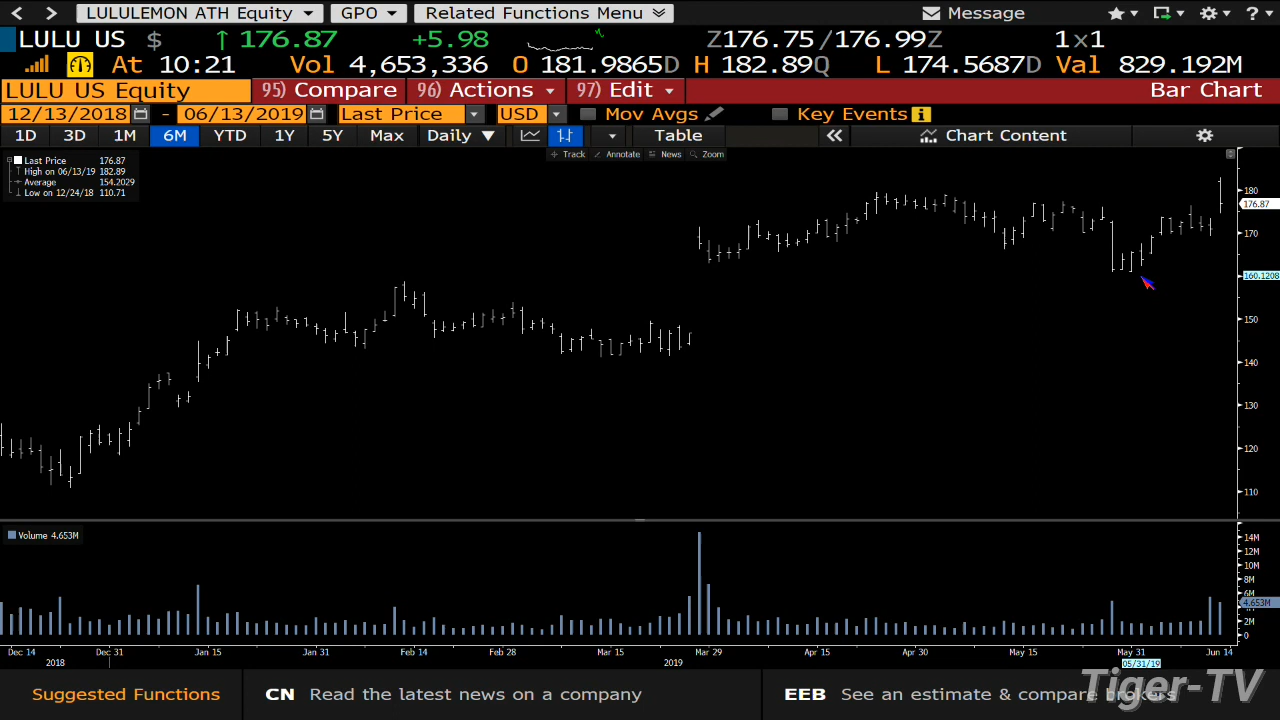 LULULEMON ATH Equity GPO Related Functions Menu Message ?
LULU US $ ↑ 176.87 +5.98 Z176.75 /176.99Z 1×1
At 10:21 Vol 4,653,336 O 181.9865D H 182.89Q L 174.5687D Val 829.192M
LULU US Equity 95) Compare 96) Actions 97) Edit Bar Chart
12/13/2018 - 06/13/2019 Last Price USD Mov Avgs Key Events i
1D 3D 1M 6M YTD 1Y 5Y Max Daily ▼ Table « Chart Content
Track Annotate News Zoom
Last Price 176.87
High on 06/13/19 182.89
Average 154.2029
Low on 12/24/18 110.71
180
176.87
170
160.1208
150
140
130
120
110
Volume 4.653M
14M
12M
10M
8M
6M
4.653M
2M
0
Dec 14 Dec 31 Jan 15 Jan 31 Feb 14 Feb 28 Mar 15 Mar 29 Apr 15 Apr 30 May 15 May 31 Jun 14
2018 2019 05/31/19
Suggested Functions CN Read the latest news on a company EEB See an estimate & compare brokers
Tiger-TV